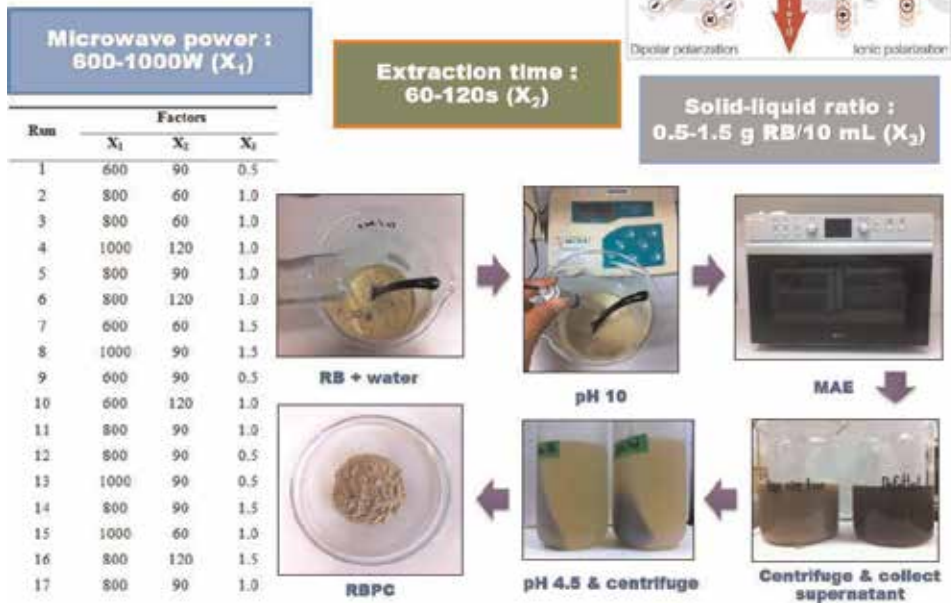 Dipolar polarization
Ionic polarization
Microwave power :
600-1000W (X₁)
Extraction time :
60-120s (X₂)
Solid-liquid ratio :
0.5-1.5 g RB/10 mL (X₃)
Run Factors
X₁ X₂ X₃
1 600 90 0.5
2 800 60 1.0
3 800 60 1.0
4 1000 120 1.0
5 800 90 1.0
6 800 120 1.0
7 600 60 1.5
8 1000 90 1.5
9 600 90 0.5
10 600 120 1.0
11 800 90 1.0
12 800 90 0.5
13 1000 90 0.5
14 800 90 1.5
15 1000 60 1.0
16 800 120 1.5
17 800 90 1.0
RB + water
pH 10
MAE
RBPC
pH 4.5 & centrifuge
Centrifuge & collect
supernatant